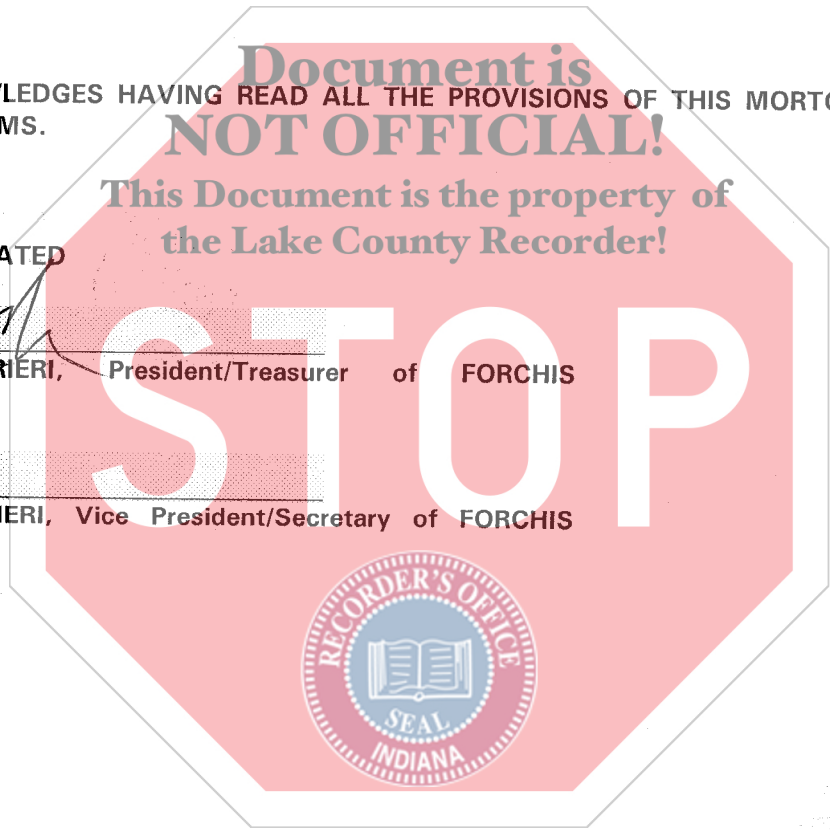 Document is
LEDGES HAVING READ ALL THE PROVISIONS OF THIS MORTG
MS.
NOT OFFICIAL!
This Document is the property of
the Lake County Recorder!
ATED
STOP
RIERI, President/Treasurer of FORCHIS
IERI, Vice President/Secretary of FORCHIS
RECORDER'S OFFICE
SEAL
INDIANA